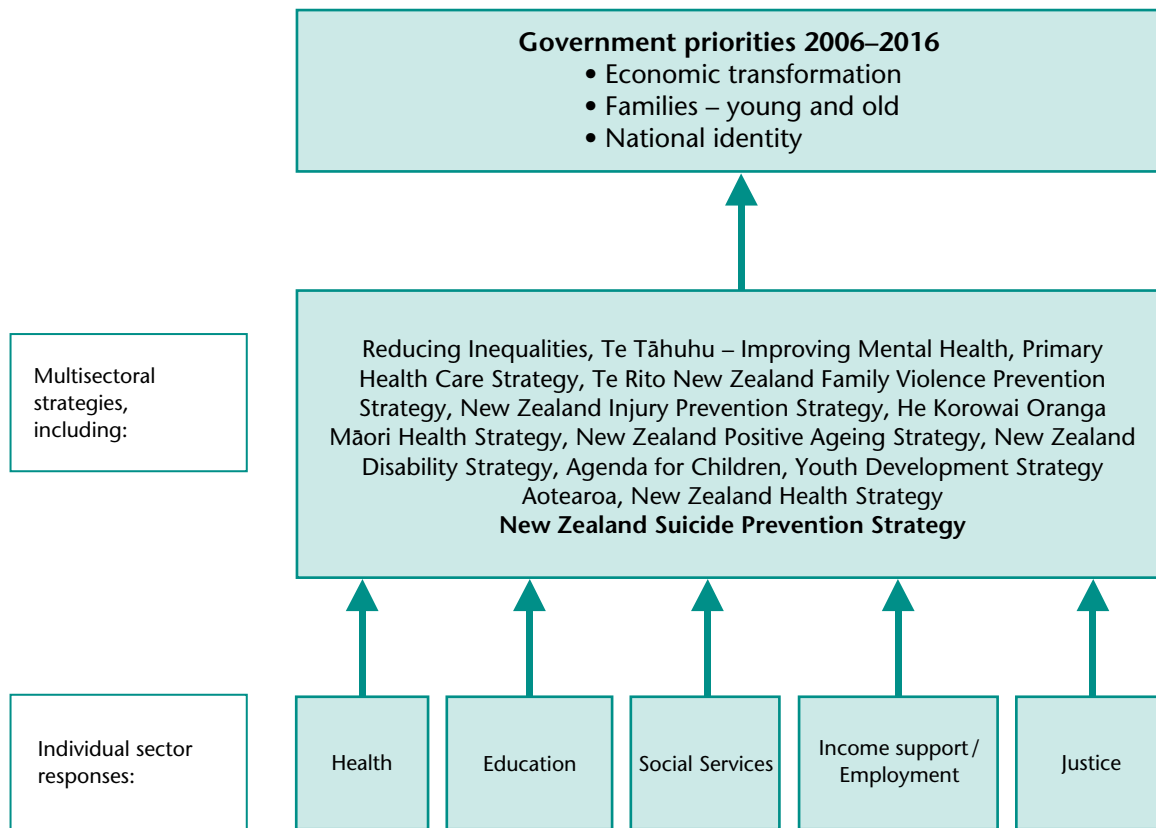 Government priorities 2006–2016
• Economic transformation
• Families – young and old
• National identity
Multisectoral
strategies,
including:
Reducing Inequalities, Te Tāhuhu – Improving Mental Health, Primary
Health Care Strategy, Te Rito New Zealand Family Violence Prevention
Strategy, New Zealand Injury Prevention Strategy, He Korowai Oranga
Māori Health Strategy, New Zealand Positive Ageing Strategy, New Zealand
Disability Strategy, Agenda for Children, Youth Development Strategy
Aotearoa, New Zealand Health Strategy
New Zealand Suicide Prevention Strategy
Individual sector
responses:
Health
Education
Social Services
Income support /
Employment
Justice